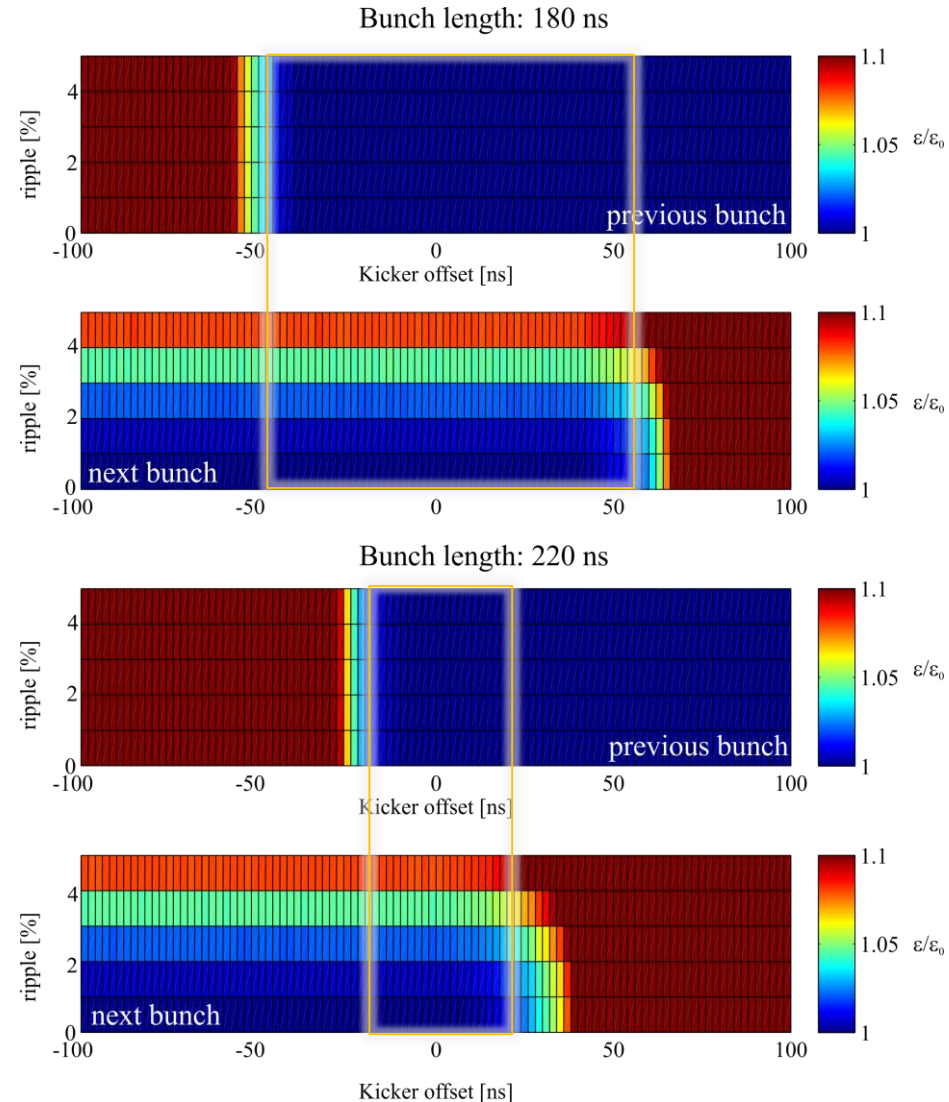 Bunch length: 180 ns
ripple [%]
4
2
0
previous bunch
-100 -50 0 50 100
Kicker offset [ns]
1.1
1.05 ε/ε₀
1
ripple [%]
4
2
0
next bunch
-100 -50 0 50 100
1.1
1.05 ε/ε₀
1
Bunch length: 220 ns
ripple [%]
4
2
0
previous bunch
-100 -50 0 50 100
Kicker offset [ns]
1.1
1.05 ε/ε₀
1
ripple [%]
4
2
0
next bunch
-100 -50 0 50 100
Kicker offset [ns]
1.1
1.05 ε/ε₀
1